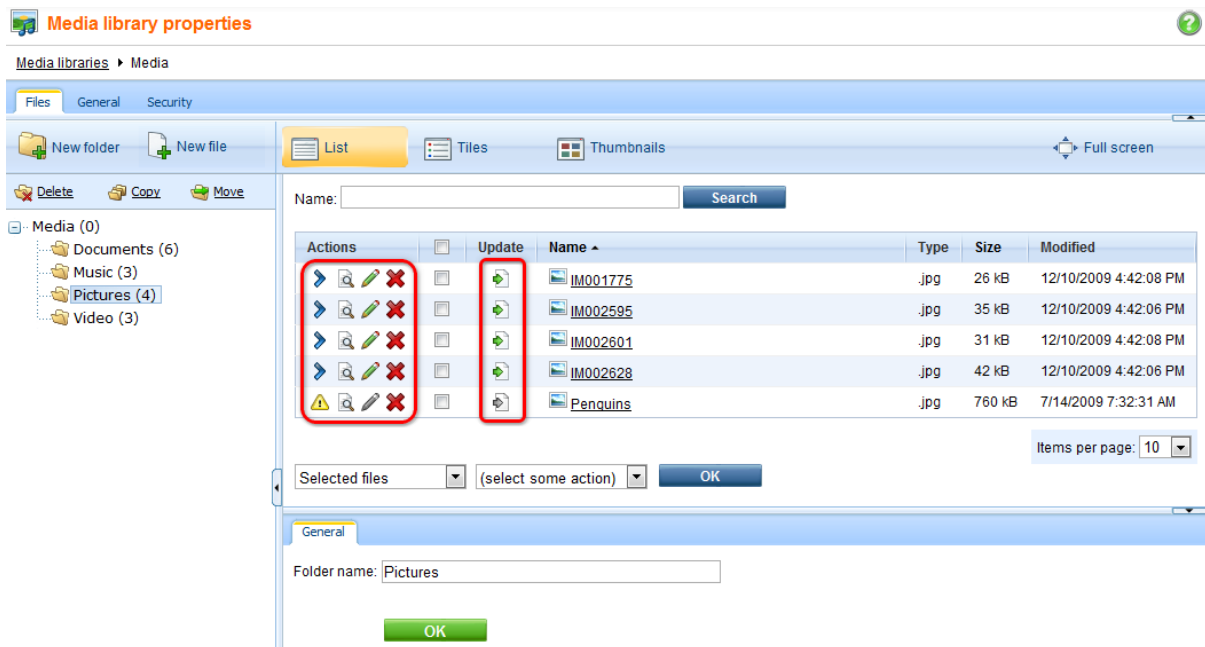 Media library properties
Media libraries ▸ Media
Files General Security
New folder New file List Tiles Thumbnails Full screen
Delete Copy Move
Name: Search
Media (0)
Documents (6)
Music (3)
Pictures (4)
Video (3)
Actions Update Name Type Size Modified
IM001775 .jpg 26 kB 12/10/2009 4:42:08 PM
IM002595 .jpg 35 kB 12/10/2009 4:42:06 PM
IM002601 .jpg 31 kB 12/10/2009 4:42:08 PM
IM002628 .jpg 42 kB 12/10/2009 4:42:06 PM
Penguins .jpg 760 kB 7/14/2009 7:32:31 AM
Items per page: 10
Selected files (select some action) OK
General
Folder name: Pictures
OK